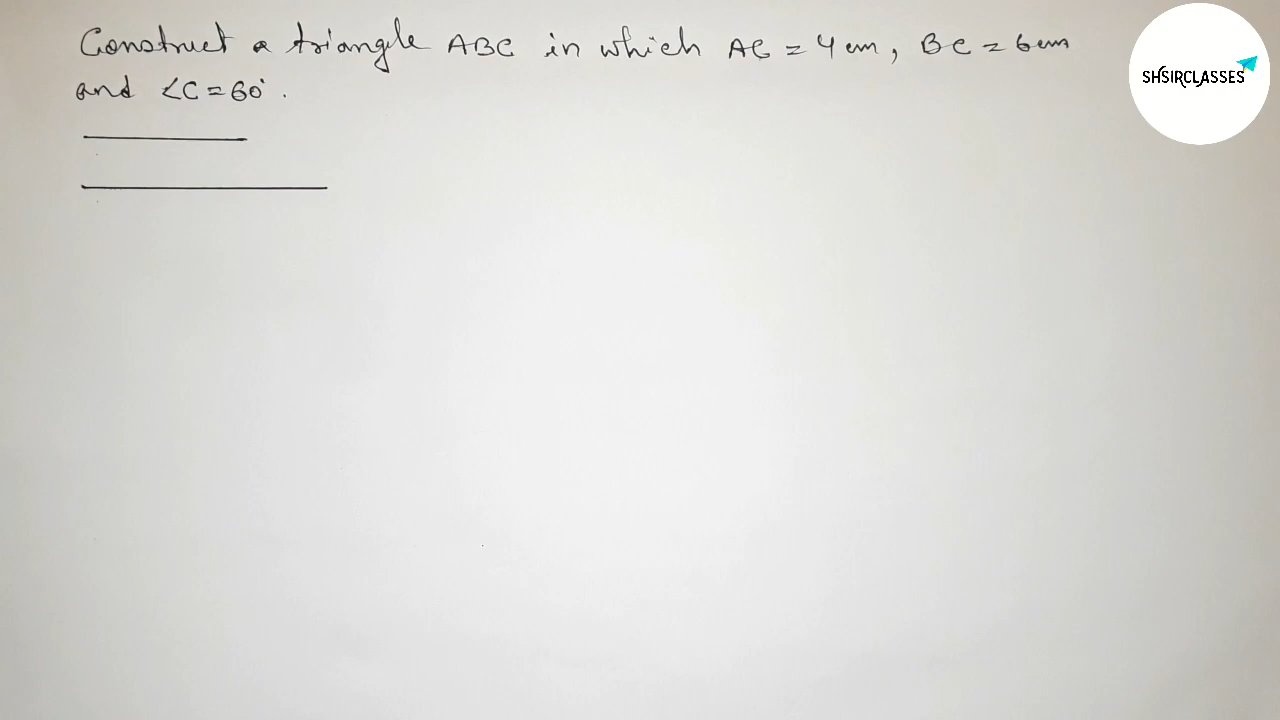 Construct a triangle ABC in which AC = 4 cm, BC = 6 cm
and ∠C = 60°.
SHSIRCLASSES